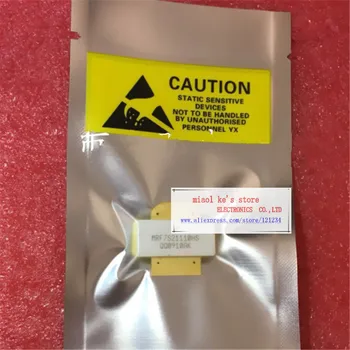 CAUTION
STATIC SENSITIVE
DEVICES
NOT TO BE HANDLED
BY UNAUTHORISED
PERSONNEL YX
miaol ke's store
ELECTRONICS CO.,LTD
www.aliexpress.com/store/121234